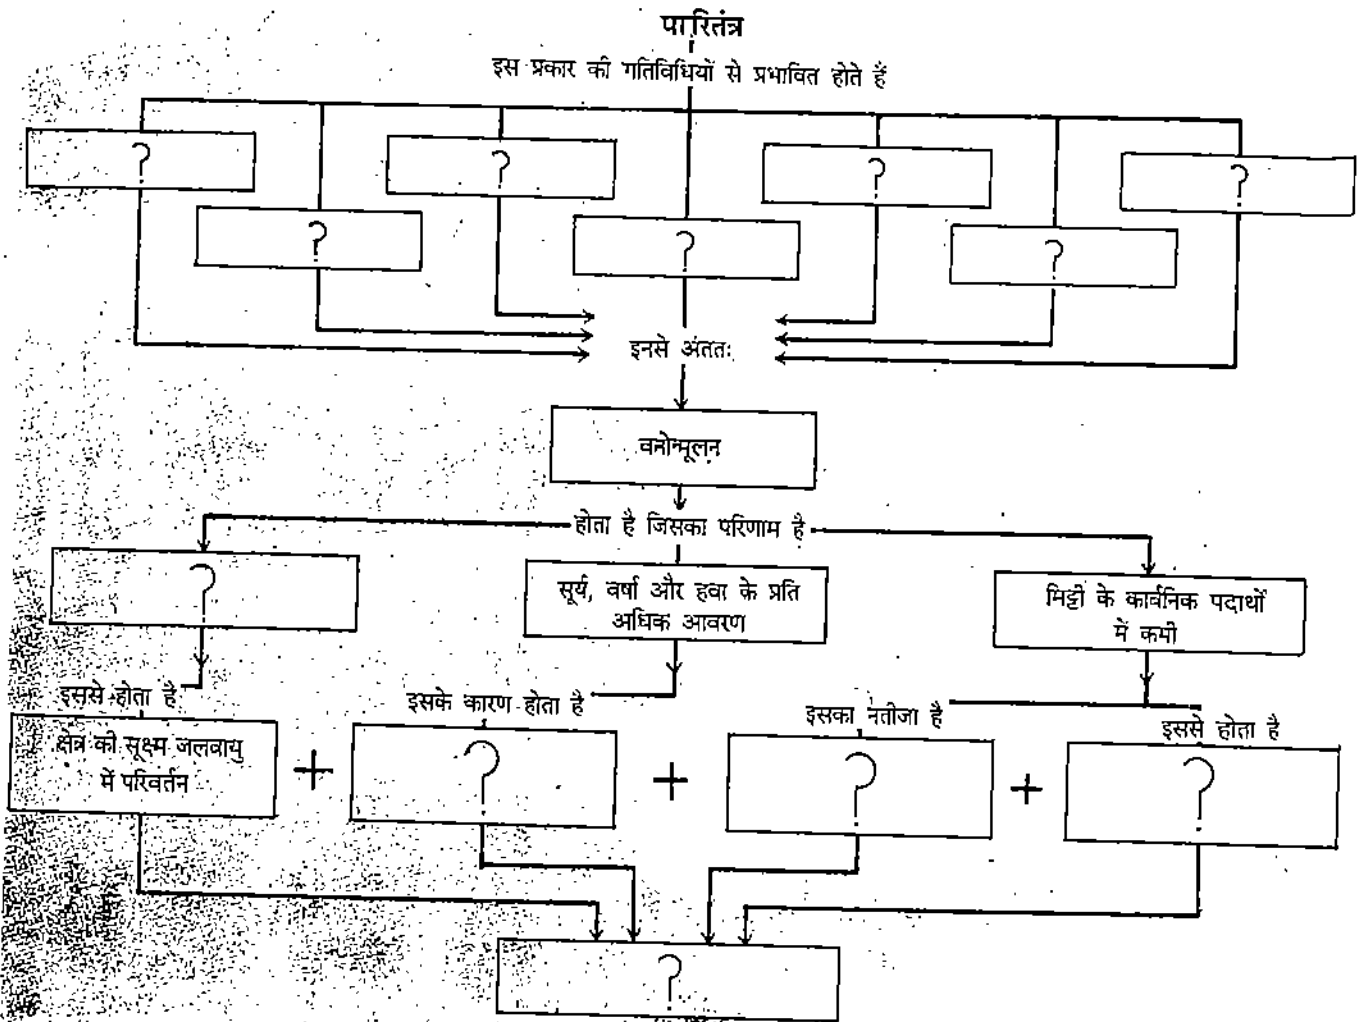 पारितंत्र
इस प्रकार की गतिविधियों से प्रभावित होते हैं
?
?
?
?
?
?
?
इनसे अंततः
वनोन्मूलन
होता है जिसका परिणाम है
?
सूर्य, वर्षा और हवा के प्रति
अधिक आवरण
मिट्टी के कार्वनिक पदार्थो
में कमी
इससे होता है
इसके कारण होता है
इसका नतीजा है
इससे होता है
क्षेत्र की सूक्ष्म जलवायु
में परिवर्तन
+
?
+
?
+
?
?